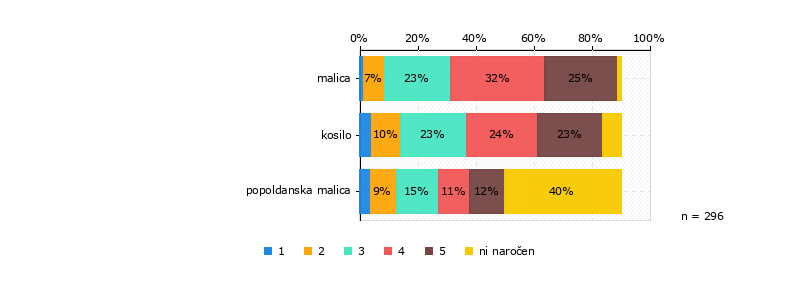 0% 20% 40% 60% 80% 100%
malica 7% 23% 32% 25%
kosilo 10% 23% 24% 23%
popoldanska malica 9% 15% 11% 12% 40%
n = 296
1 2 3 4 5 ni naročen